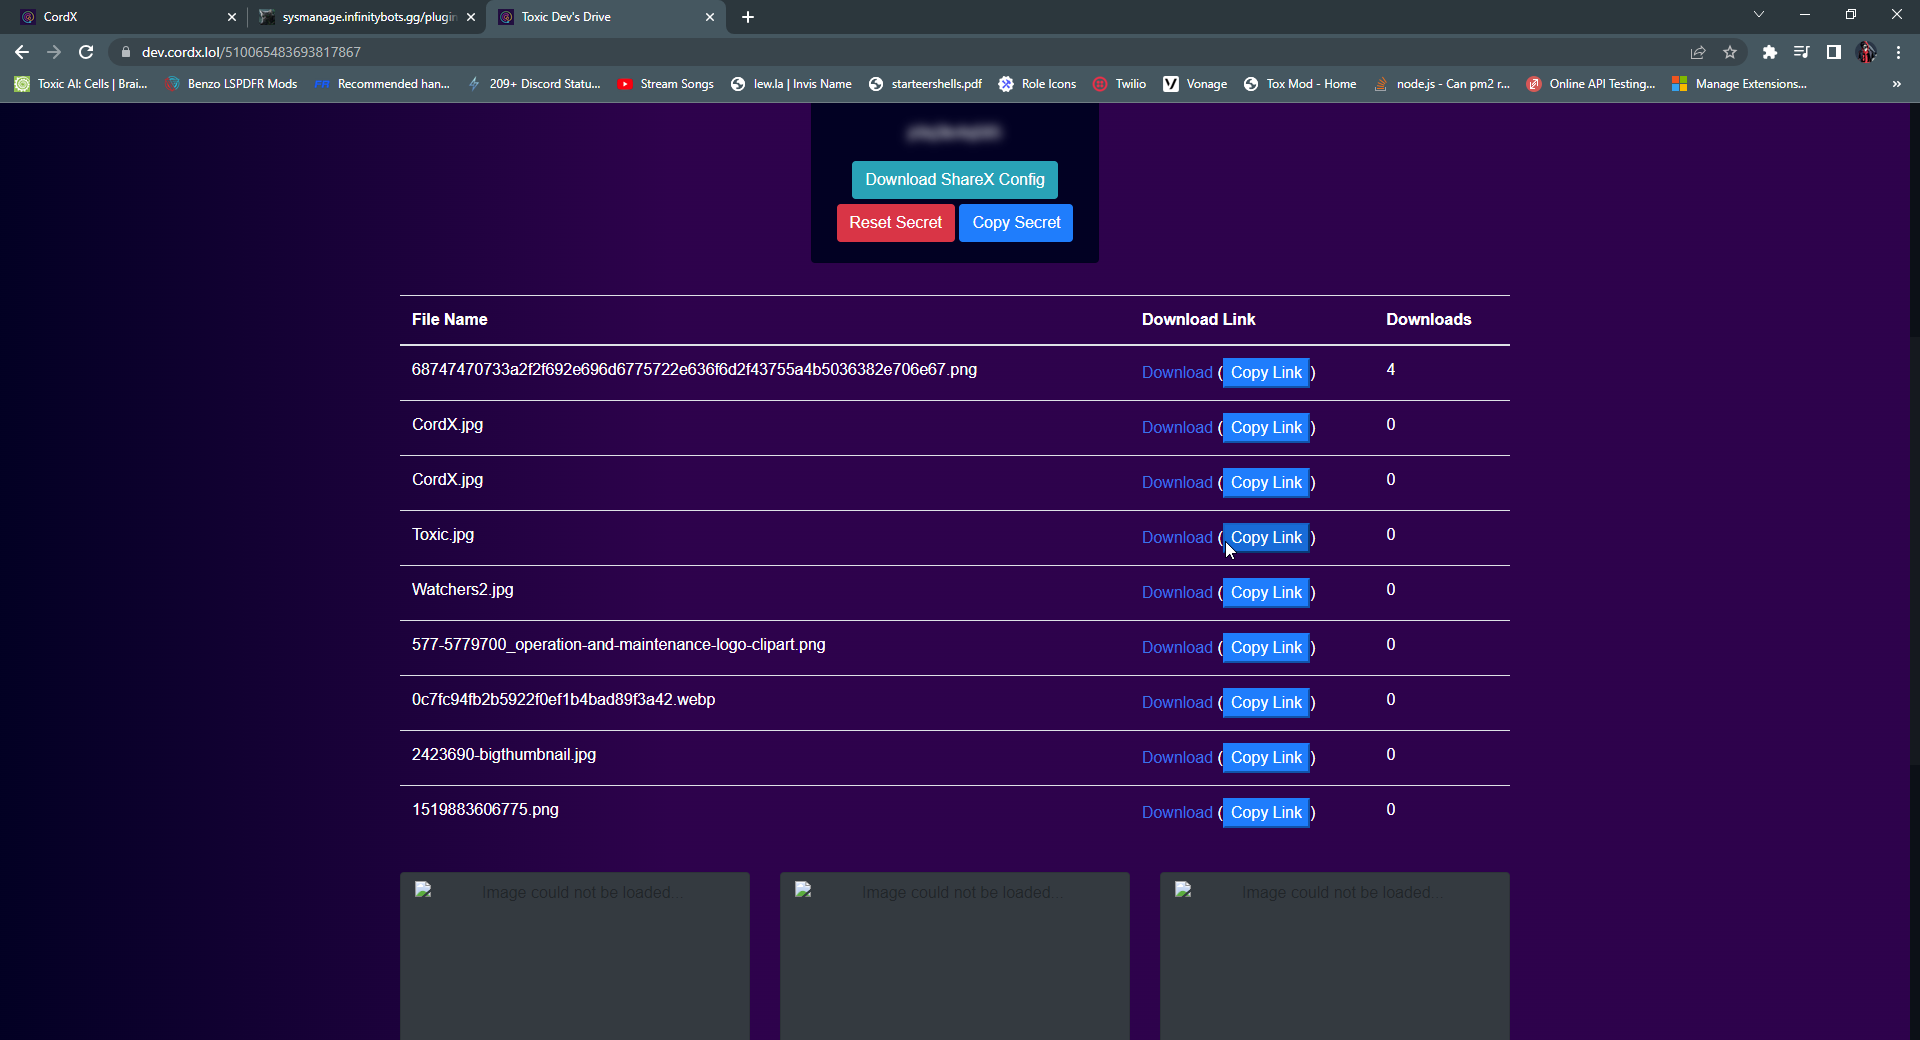 CordX
sysmanage.infinitybots.gg/plugin
Toxic Dev's Drive
dev.cordx.lol/510065483693817867
Toxic AI: Cells | Brai...
Benzo LSPDFR Mods
Recommended han...
209+ Discord Statu...
Stream Songs
lew.la | Invis Name
starteershells.pdf
Role Icons
Twilio
Vonage
Tox Mod - Home
node.js - Can pm2 r...
Online API Testing...
Manage Extensions...
»
Download ShareX Config
Reset Secret Copy Secret
File Name Download Link Downloads
68747470733a2f2f692e696d6775722e636f6d2f43755a4b5036382e706e67.png Download (Copy Link) 4
CordX.jpg Download (Copy Link) 0
CordX.jpg Download (Copy Link) 0
Toxic.jpg Download (Copy Link) 0
Watchers2.jpg Download (Copy Link) 0
577-5779700_operation-and-maintenance-logo-clipart.png Download (Copy Link) 0
0c7fc94fb2b5922f0ef1b4bad89f3a42.webp Download (Copy Link) 0
2423690-bigthumbnail.jpg Download (Copy Link) 0
1519883606775.png Download (Copy Link) 0
Image could not be loaded... Image could not be loaded... Image could not be loaded...